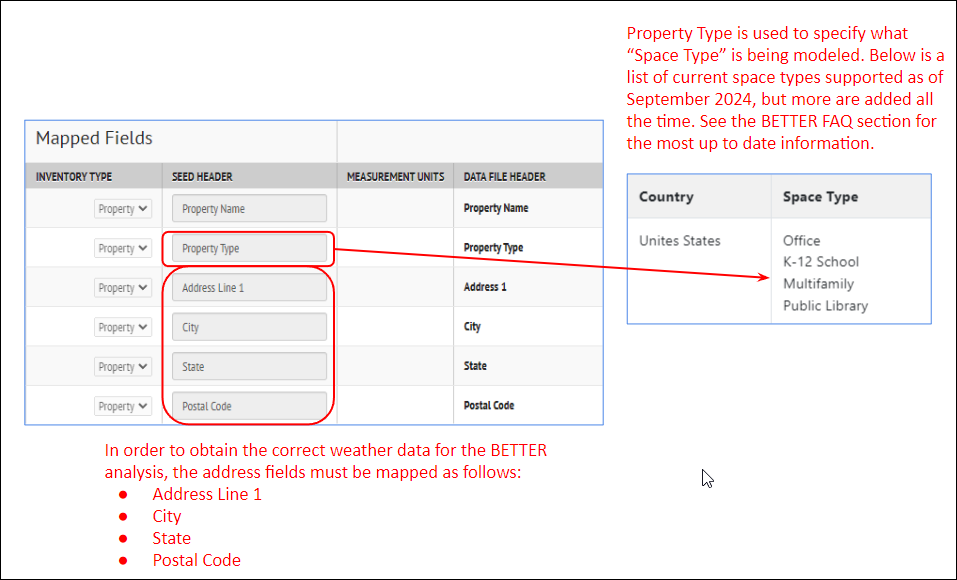 Property Type is used to specify what
“Space Type” is being modeled. Below is a
list of current space types supported as of
September 2024, but more are added all
the time. See the BETTER FAQ section for
the most up to date information.
Mapped Fields
INVENTORY TYPE SEED HEADER MEASUREMENT UNITS DATA FILE HEADER
Property Property Name Property Name
Property Property Type Property Type
Property Address Line 1 Address 1
Property City City
Property State State
Property Postal Code Postal Code
Country Space Type
Unites States Office
K-12 School
Multifamily
Public Library
In order to obtain the correct weather data for the BETTER
analysis, the address fields must be mapped as follows:
● Address Line 1
● City
● State
● Postal Code